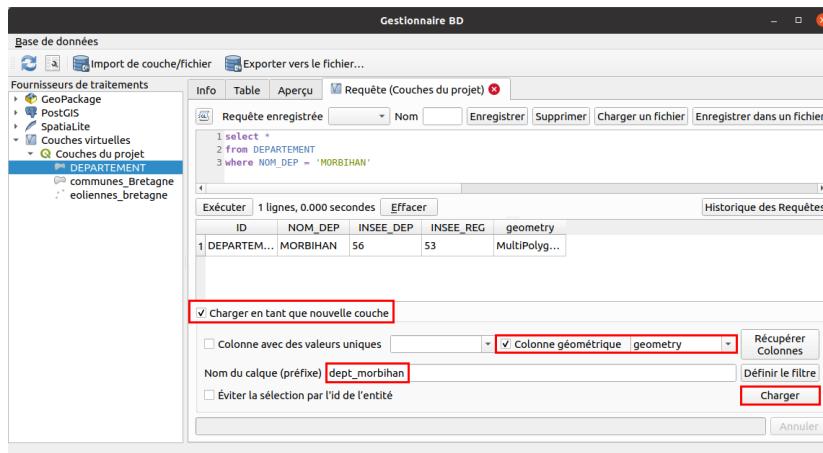 Gestionnaire BD
Base de données
Import de couche/fichier Exporter vers le fichier...
Fournisseurs de traitements
GeoPackage
PostGIS
SpatiaLite
Couches virtuelles
Couches du projet
DEPARTEMENT
communes_Bretagne
eoliennes_bretagne
Info Table Aperçu Requête (Couches du projet)
Requête enregistrée Nom Enregistrer Supprimer Charger un fichier Enregistrer dans un fichier
1 select *
2 from DEPARTEMENT
3 where NOM_DEP = 'MORBIHAN'
Exécuter 1 lignes, 0.000 secondes Effacer Historique des Requêtes
ID NOM_DEP INSEE_DEP INSEE_REG geometry
1 DEPARTEM... MORBIHAN 56 53 MultiPolyg...
Charger en tant que nouvelle couche
Colonne avec des valeurs uniques Colonne géométrique geometry Récupérer Colonnes
Nom du calque (préfixe) dept_morbihan Définir le filtre
Éviter la sélection par l'id de l'entité Charger
Annuler